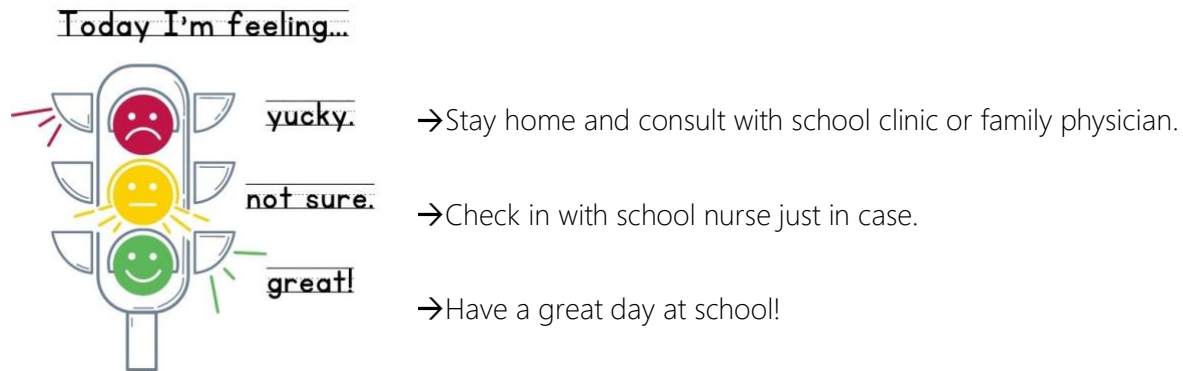 Today I'm feeling...
yucky. →Stay home and consult with school clinic or family physician.
not sure. →Check in with school nurse just in case.
great! →Have a great day at school!